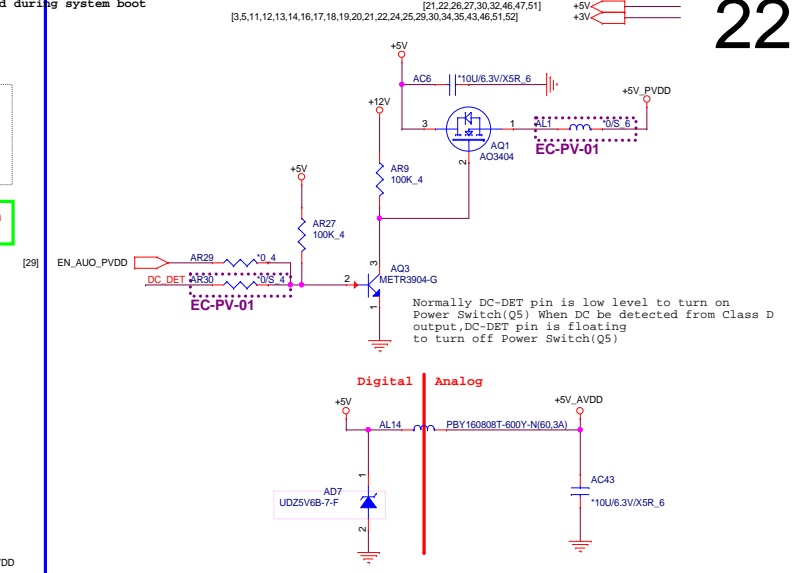 d during system boot
[21,22,26,27,30,32,46,47,51]
+5V
[3,5,11,12,13,14,16,17,18,19,20,21,22,24,25,29,30,34,35,43,46,51,52]
+3V
22
+5V
AC6
*10U/6.3V/X5R_6
+5V_PVDD
+12V
3
1
AL1
*0/S_6
AQ1
AO3404
EC-PV-01
2
AR9
100K_4
+5V
AR27
100K_4
[29]
EN_AUO_PVDD
AR29
*0_4
3
AQ3
METR3904-G
DC_DET
AR30
*0/S_4
2
1
EC-PV-01
Normally DC-DET pin is low level to turn on
Power Switch(Q5) When DC be detected from Class D
output,DC-DET pin is floating
to turn off Power Switch(Q5)
Digital
Analog
+5V
+5V_AVDD
AL14
PBY160808T-600Y-N(60,3A)
1
AD7
UDZ5V6B-7-F
2
AC43
*10U/6.3V/X5R_6